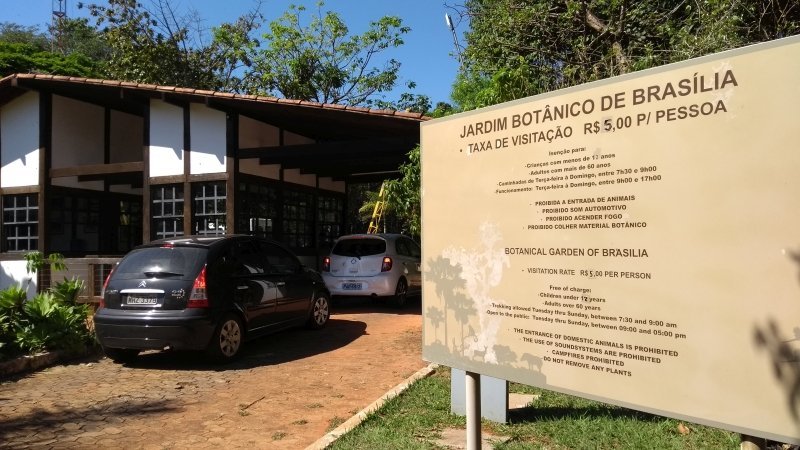 JARDIM BOTÂNICO DE BRASÍLIA
• TAXA DE VISITAÇÃO R$ 5,00 P/ PESSOA
Isenção para:
- Crianças com menos de 12 anos
- Adultos com mais de 60 anos
- Caminhadas de Terça-feira à Domingo, entre 7h30 e 9h00
- Funcionamento: Terça-feira à Domingo, entre 9h00 e 17h00
• PROIBIDA A ENTRADA DE ANIMAIS
• PROIBIDO SOM AUTOMOTIVO
• PROIBIDO ACENDER FOGO
• PROIBIDO COLHER MATERIAL BOTÂNICO
BOTANICAL GARDEN OF BRASILIA
- VISITATION RATE R$ 5,00 PER PERSON
Free of charge:
- Children under 12 years
- Adults over 60 years
- Trekking allowed Tuesday thru Sunday, between 7:30 and 9:00 am
- Open to the public: Tuesday thru Sunday, between 09:00 and 05:00 pm
- THE ENTRANCE OF DOMESTIC ANIMALS IS PROHIBITED
- THE USE OF SOUNDSYSTEMS ARE PROHIBITED
- CAMPFIRES PROHIBITED
- DO NOT REMOVE ANY PLANTS